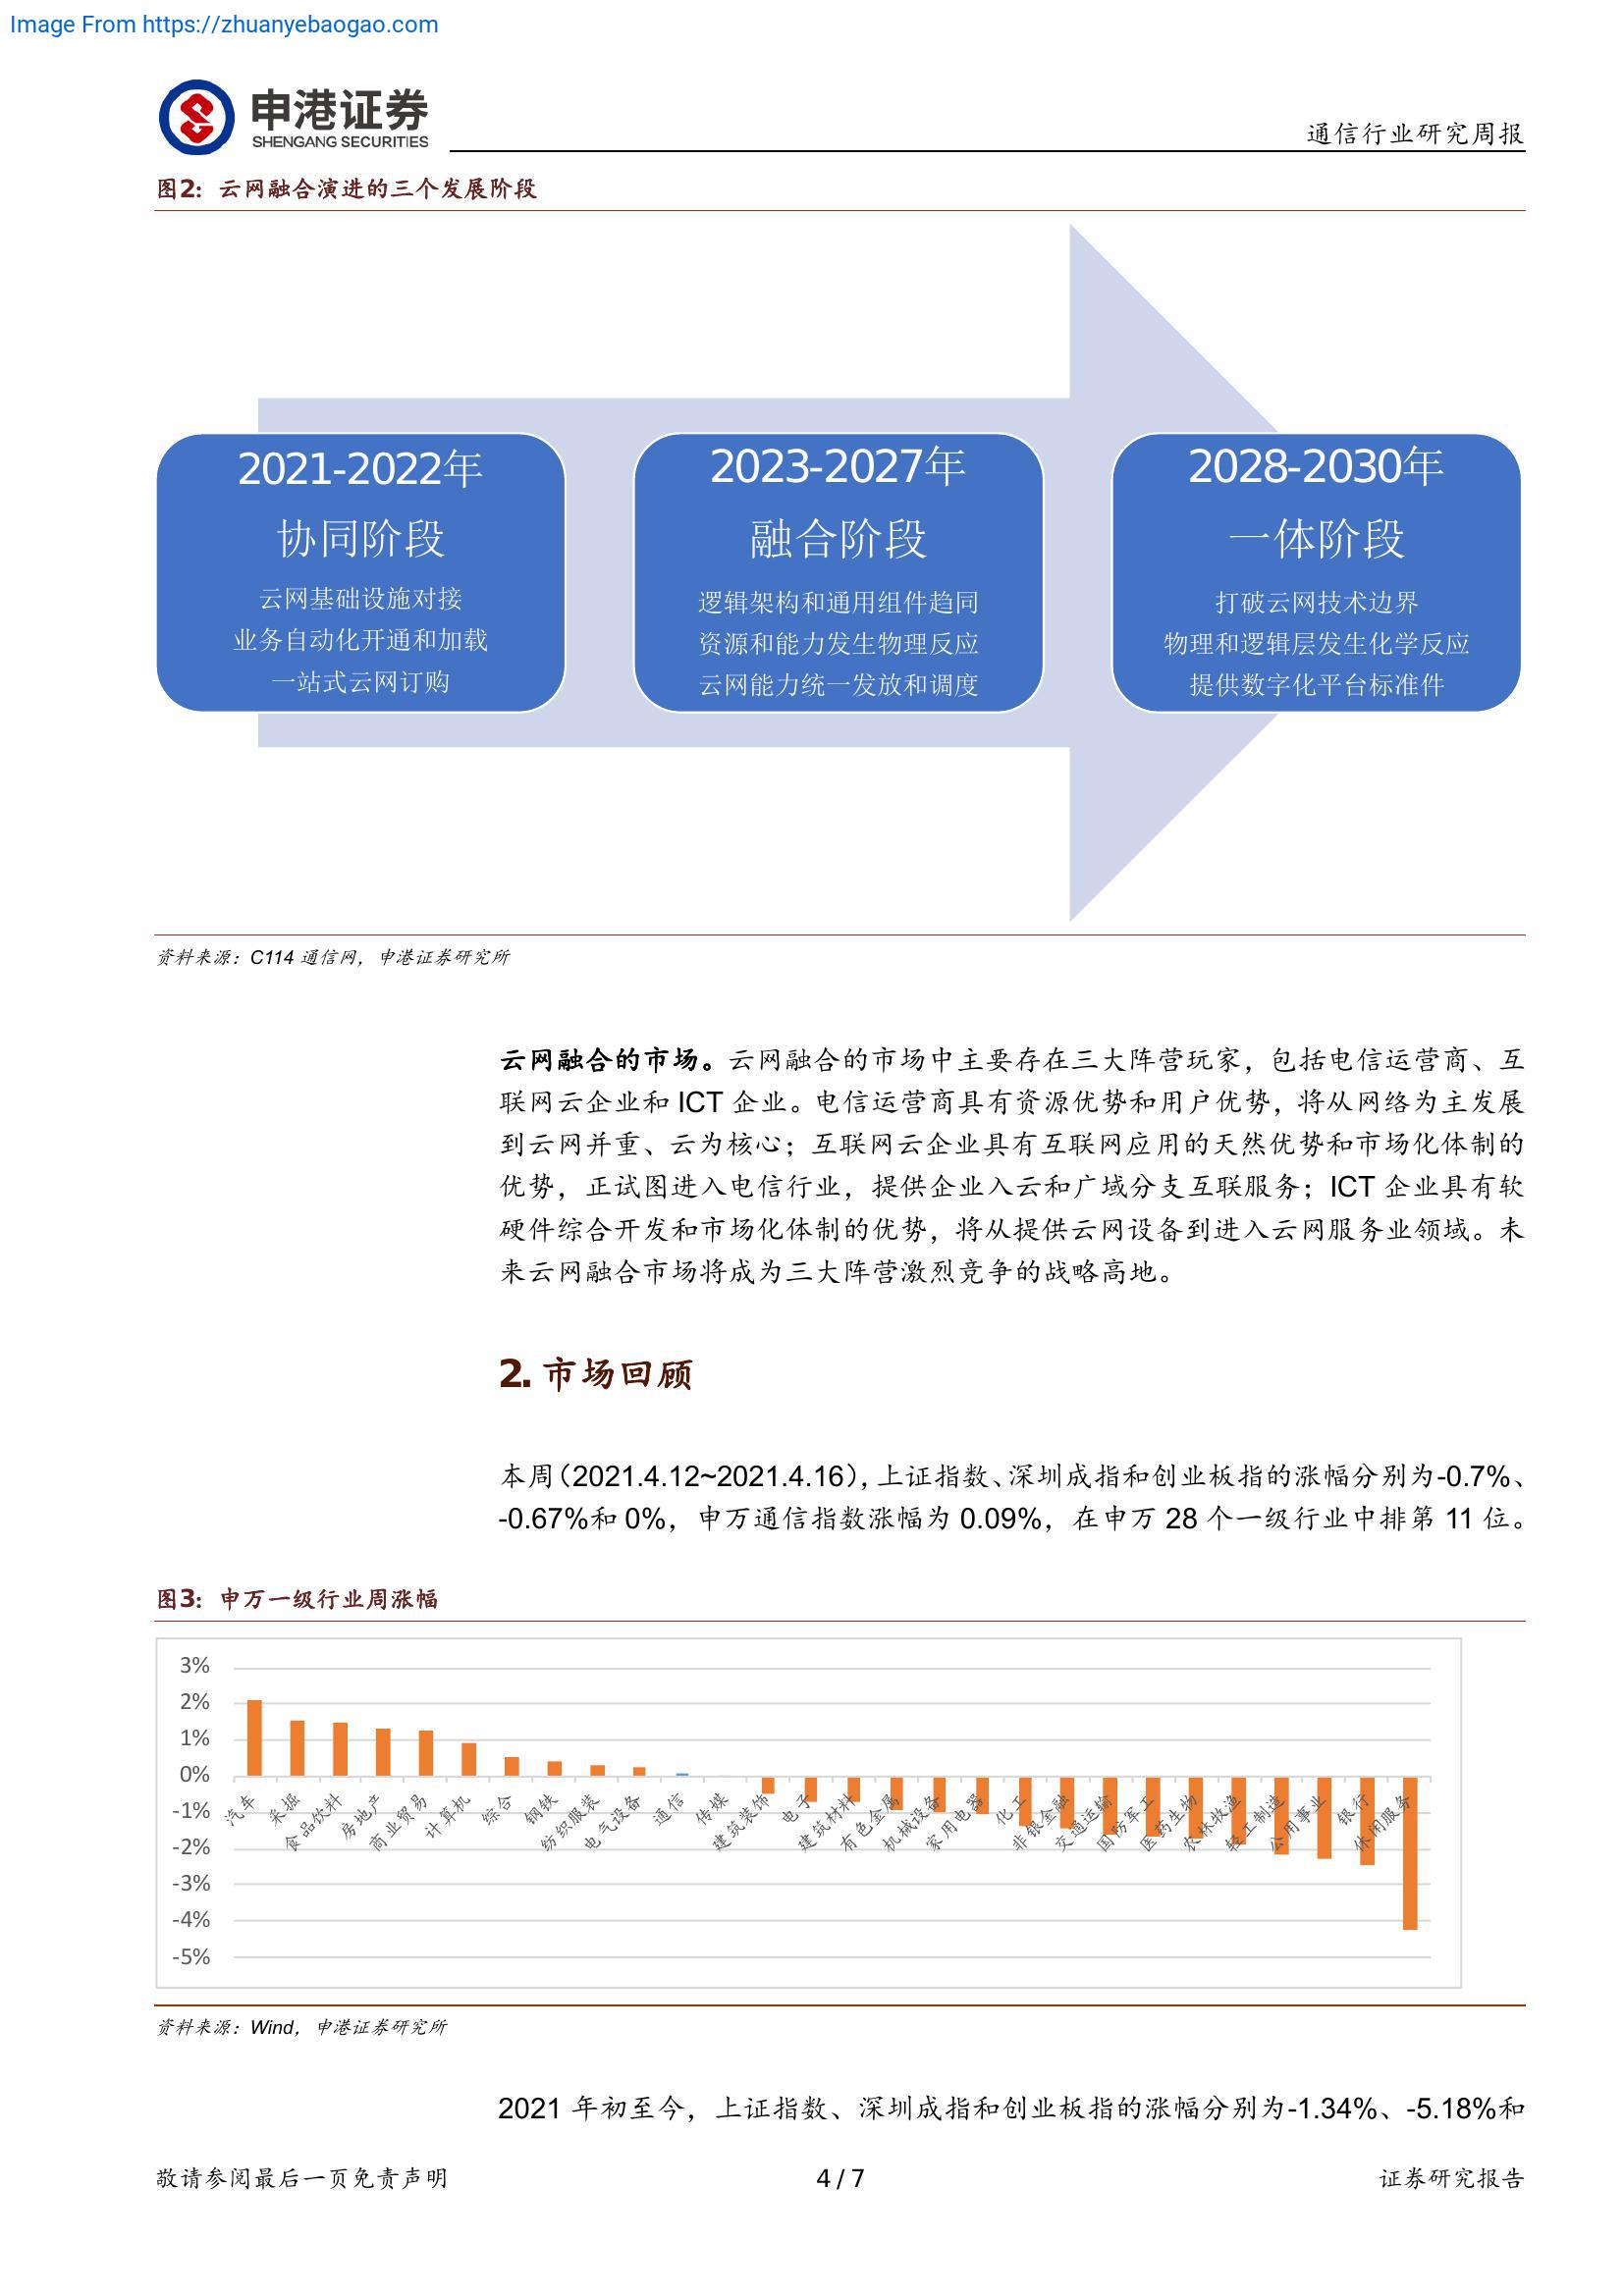 Image From https://zhuanyebaogao.com
申港证券
SHENGANG SECURITIES
通信行业研究周报
图2：云网融合演进的三个发展阶段
2021-2022年
协同阶段
云网基础设施对接
业务自动化开通和加载
一站式云网订购
2023-2027年
融合阶段
逻辑架构和通用组件趋同
资源和能力发生物理反应
云网能力统一发放和调度
2028-2030年
一体阶段
打破云网技术边界
物理和逻辑层发生化学反应
提供数字化平台标准件
资料来源：C114 通信网，申港证券研究所
云网融合的市场。云网融合的市场中主要存在三大阵营玩家，包括电信运营商、互
联网云企业和 ICT 企业。电信运营商具有资源优势和用户优势，将从网络为主发展
到云网并重、云为核心；互联网云企业具有互联网应用的天然优势和市场化体制的
优势，正试图进入电信行业，提供企业入云和广域分支互联服务；ICT 企业具有软
硬件综合开发和市场化体制的优势，将从提供云网设备到进入云网服务业领域。未
来云网融合市场将成为三大阵营激烈竞争的战略高地。
2. 市场回顾
本周（2021.4.12~2021.4.16），上证指数、深圳成指和创业板指的涨幅分别为-0.7%、
-0.67%和 0%，申万通信指数涨幅为 0.09%，在申万 28 个一级行业中排第 11 位。
图3：申万一级行业周涨幅
3%
2%
1%
0%
-1%
-2%
-3%
-4%
-5%
汽车
采掘
食品饮料
房地产
商业贸易
计算机
综合
钢铁
纺织服装
电气设备
通信
传媒
建筑装饰
电子
建筑材料
有色金属
机械设备
家用电器
化工
非银金融
交通运输
国防军工
医药生物
农林牧渔
轻工制造
公用事业
银行
休闲服务
资料来源：Wind，申港证券研究所
2021 年初至今，上证指数、深圳成指和创业板指的涨幅分别为-1.34%、-5.18%和
敬请参阅最后一页免责声明
4 / 7
证券研究报告